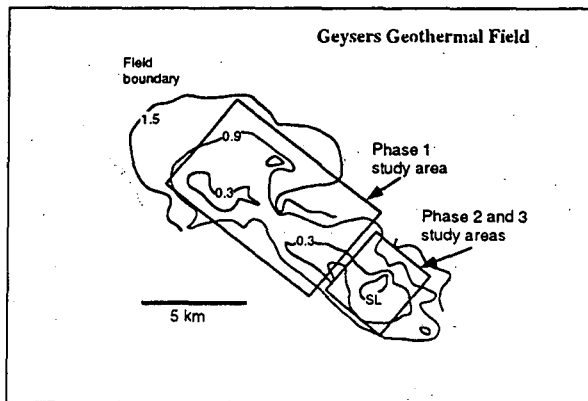 Geysers Geothermal Field
Field
boundary
1.5
0.9
Phase 1
study area
0.3
Phase 2 and 3
study areas
0.3
SL
5 km